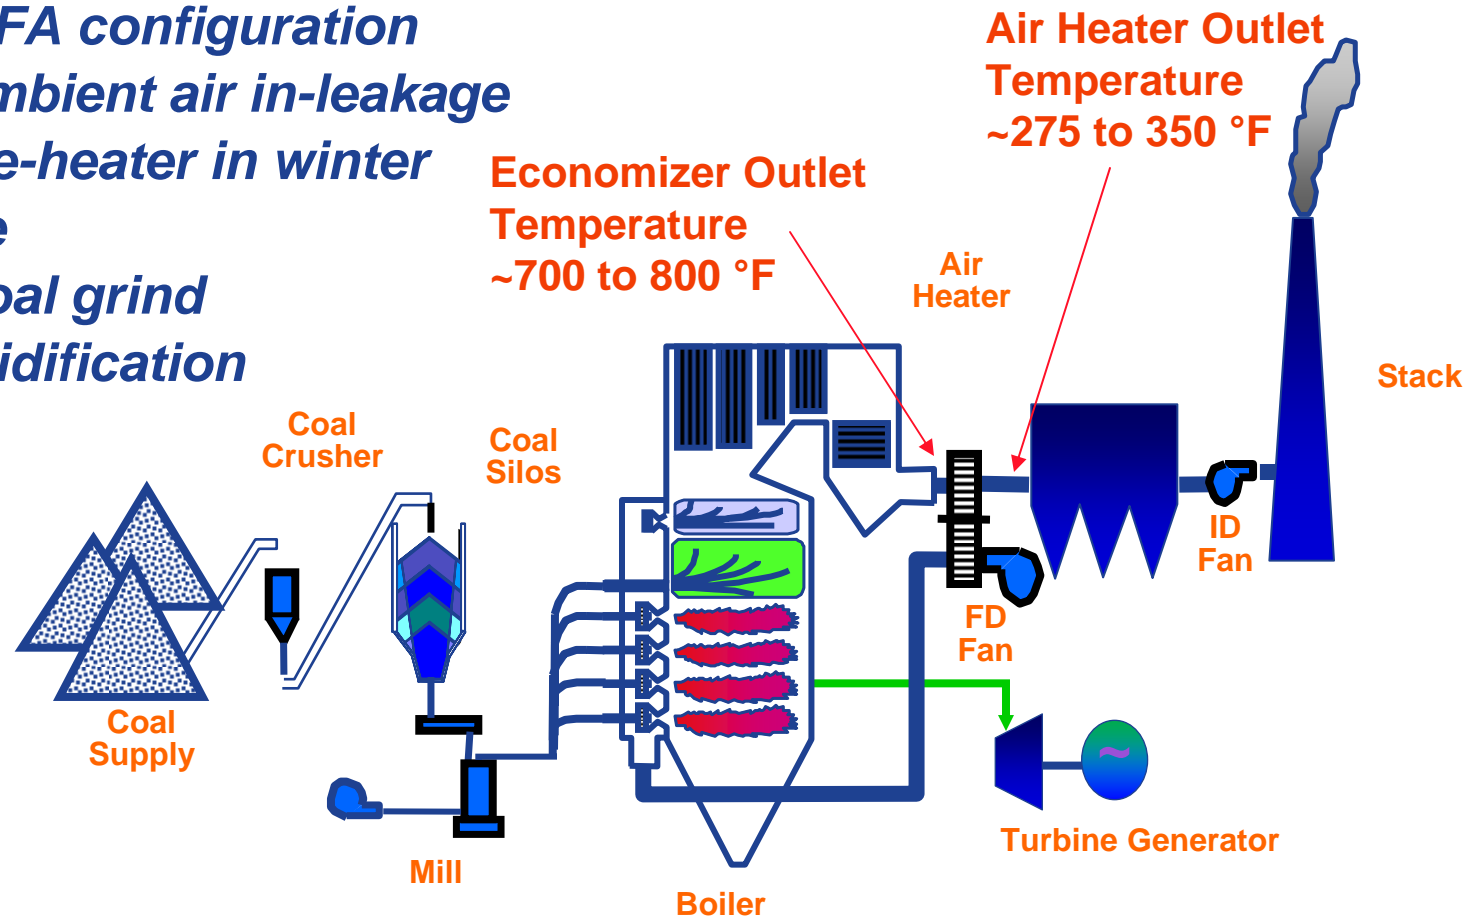 FA configuration
mbient air in-leakage
e-heater in winter
e
oal grind
idification
Air Heater Outlet
Temperature
~275 to 350 °F
Economizer Outlet
Temperature
~700 to 800 °F
Air
Heater
Stack
Coal
Crusher
Coal
Silos
ID
Fan
FD
Fan
Coal
Supply
~
Turbine Generator
Mill
Boiler